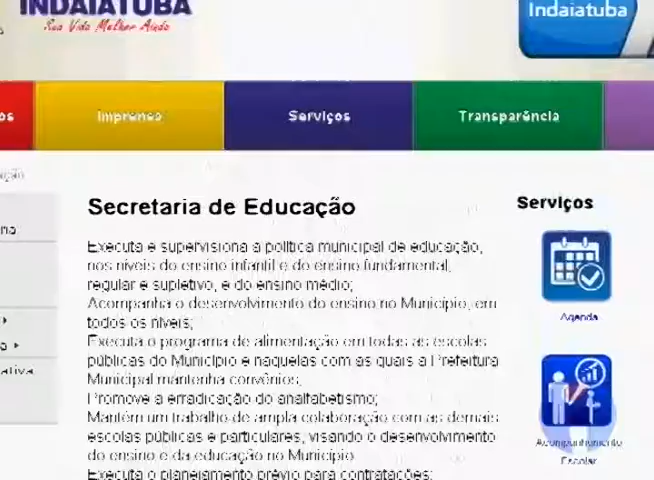 INDAIATUBA
Sua Vida Melhor Ainda
Indaiatuba
os
Imprensa
Serviços
Transparência
ação
Secretaria de Educação
Executa e supervisiona a política municipal de educação,
nos níveis do ensino infantil e do ensino fundamental,
regular e supletivo, e do ensino médio;
Acompanha o desenvolvimento do ensino no Município, em
todos os níveis;
Executa o programa de alimentação em todas as escolas
públicas do Município e naquelas com as quais a Prefeitura
Municipal mantenha convênios;
Promove a erradicação do analfabetismo;
Mantém um trabalho de ampla colaboração com as demais
escolas públicas e particulares, visando o desenvolvimento
do ensino e da educação no Município
Executa o planejamento prévio para contratações;
Serviços
Agenda
Acompanhamento
Escolar
na
a
ativa